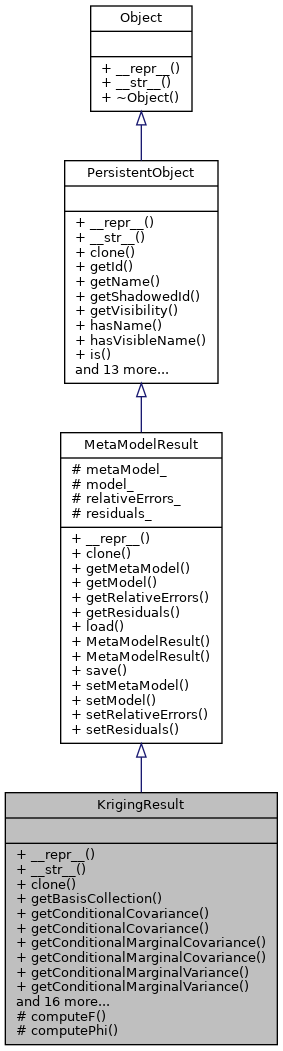 Object
+ __repr__()
+ __str__()
+ ~Object()
PersistentObject
+ __repr__()
+ __str__()
+ clone()
+ getId()
+ getName()
+ getShadowedId()
+ getVisibility()
+ hasName()
+ hasVisibleName()
+ is()
and 13 more...
MetaModelResult
# metaModel_
# model_
# relativeErrors_
# residuals_
+ __repr__()
+ clone()
+ getMetaModel()
+ getModel()
+ getRelativeErrors()
+ getResiduals()
+ load()
+ MetaModelResult()
+ MetaModelResult()
+ save()
+ setMetaModel()
+ setModel()
+ setRelativeErrors()
+ setResiduals()
KrigingResult
+ __repr__()
+ __str__()
+ clone()
+ getBasisCollection()
+ getConditionalCovariance()
+ getConditionalCovariance()
+ getConditionalMarginalCovariance()
+ getConditionalMarginalCovariance()
+ getConditionalMarginalVariance()
+ getConditionalMarginalVariance()
and 16 more...
# computeF()
# computePhi()